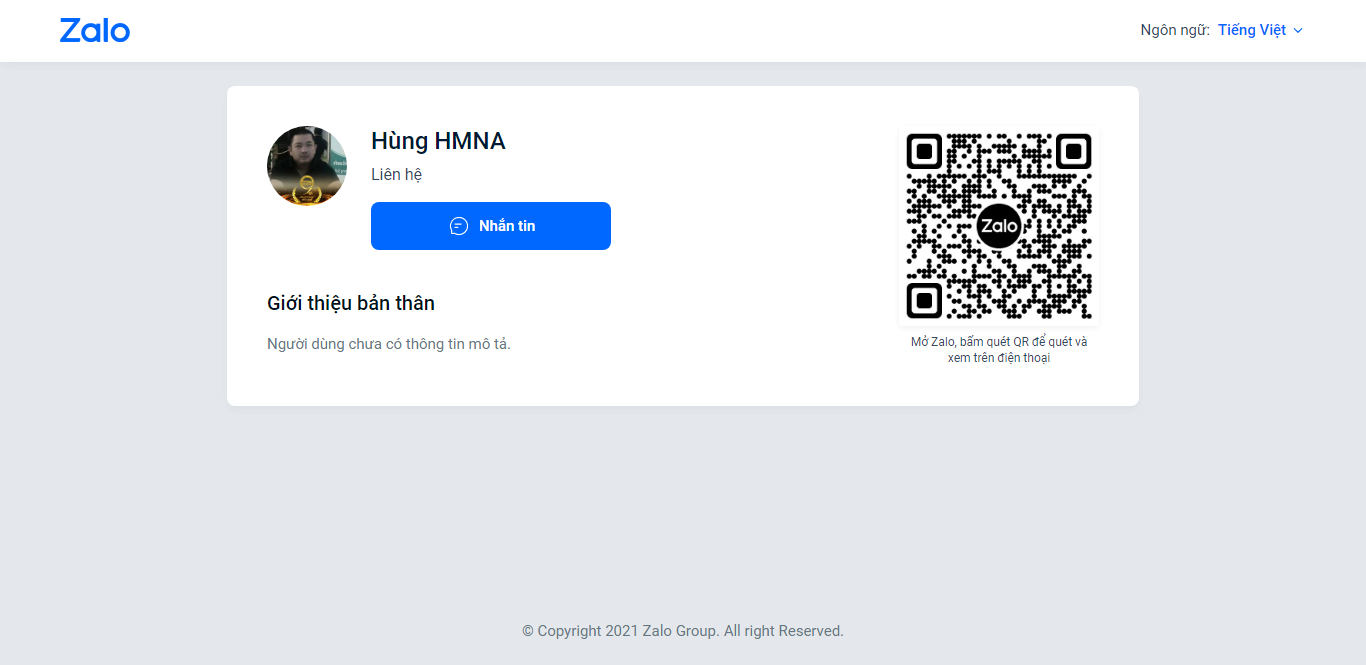 Zalo
Ngôn ngữ: Tiếng Việt
Hùng HMNA
Liên hệ
Nhắn tin
Giới thiệu bản thân
Người dùng chưa có thông tin mô tả.
Zalo
Mở Zalo, bấm quét QR để quét và
xem trên điện thoại
© Copyright 2021 Zalo Group. All right Reserved.